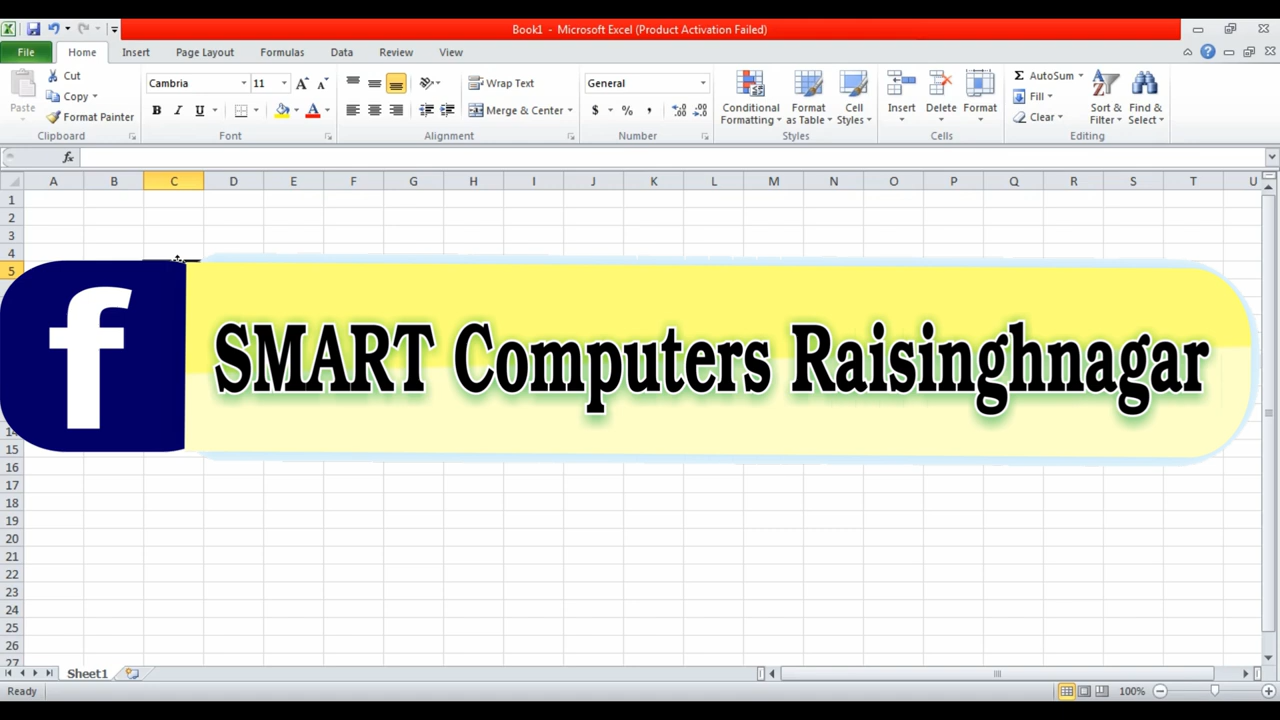 Book1 - Microsoft Excel (Product Activation Failed)
File Home Insert Page Layout Formulas Data Review View
Cut Cambria 11 Wrap Text General AutoSum
Copy Fill
Paste Format Painter B I U A Merge & Center $ % , Conditional Formatting Format as Table Cell Styles Insert Delete Format Clear Sort & Filter Find & Select
Clipboard Font Alignment Number Styles Cells Editing
fx
A B C D E F G H I J K L M N O P Q R S T U
1
2
3
4
5
f SMART Computers Raisinghnagar
14
15
16
17
18
19
20
21
22
23
24
25
26
27
Sheet1
Ready 100%